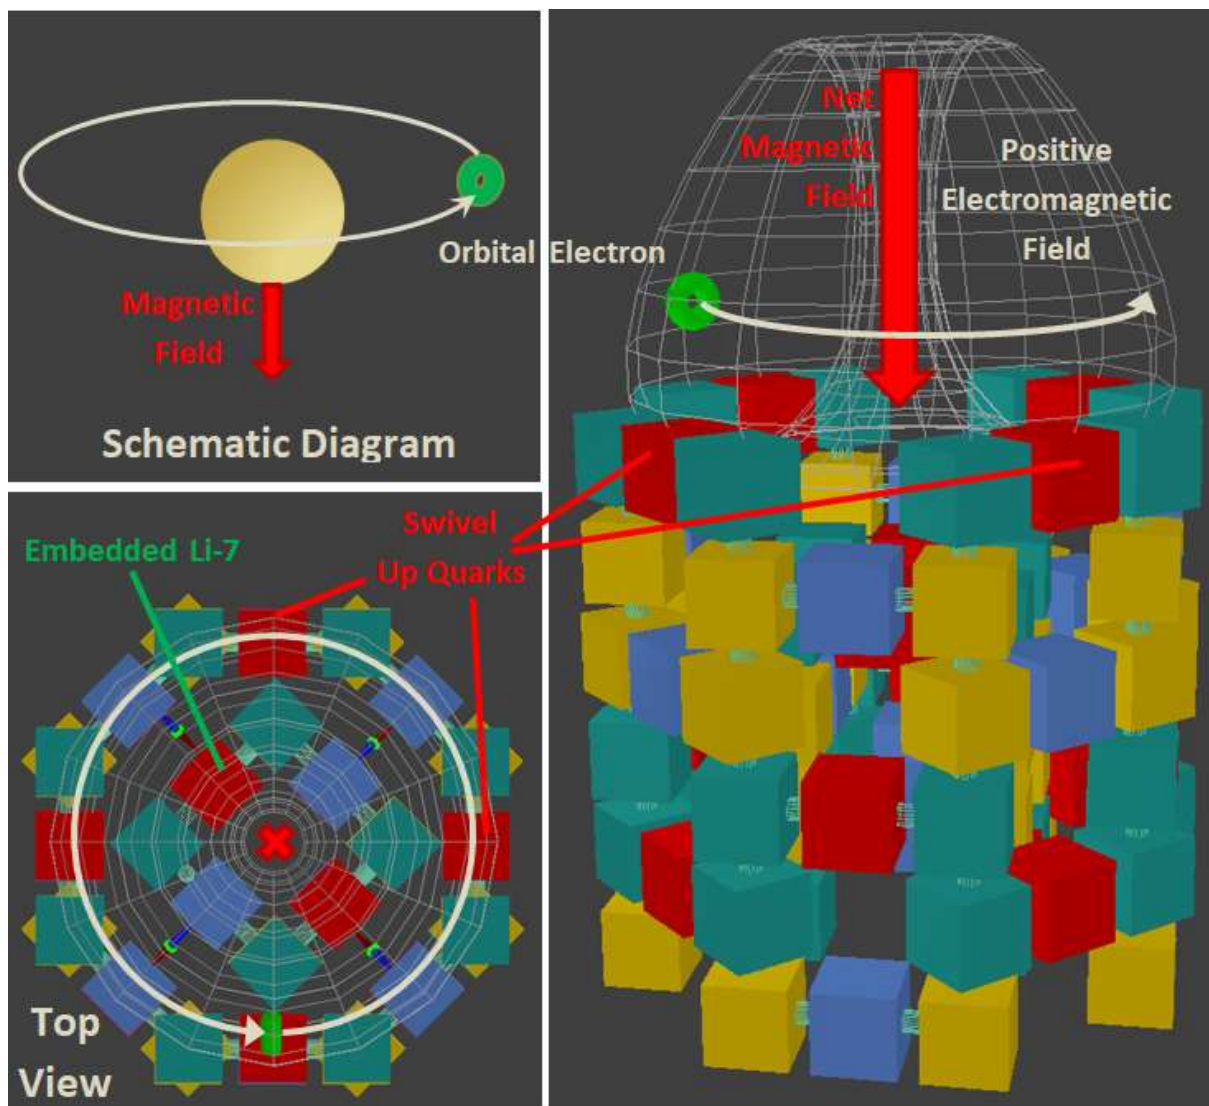 Orbital Electron
Magnetic
Field
Schematic Diagram
Net
Magnetic
Field
Positive
Electromagnetic
Field
Swivel
Up Quarks
Embedded Li-7
Top
View